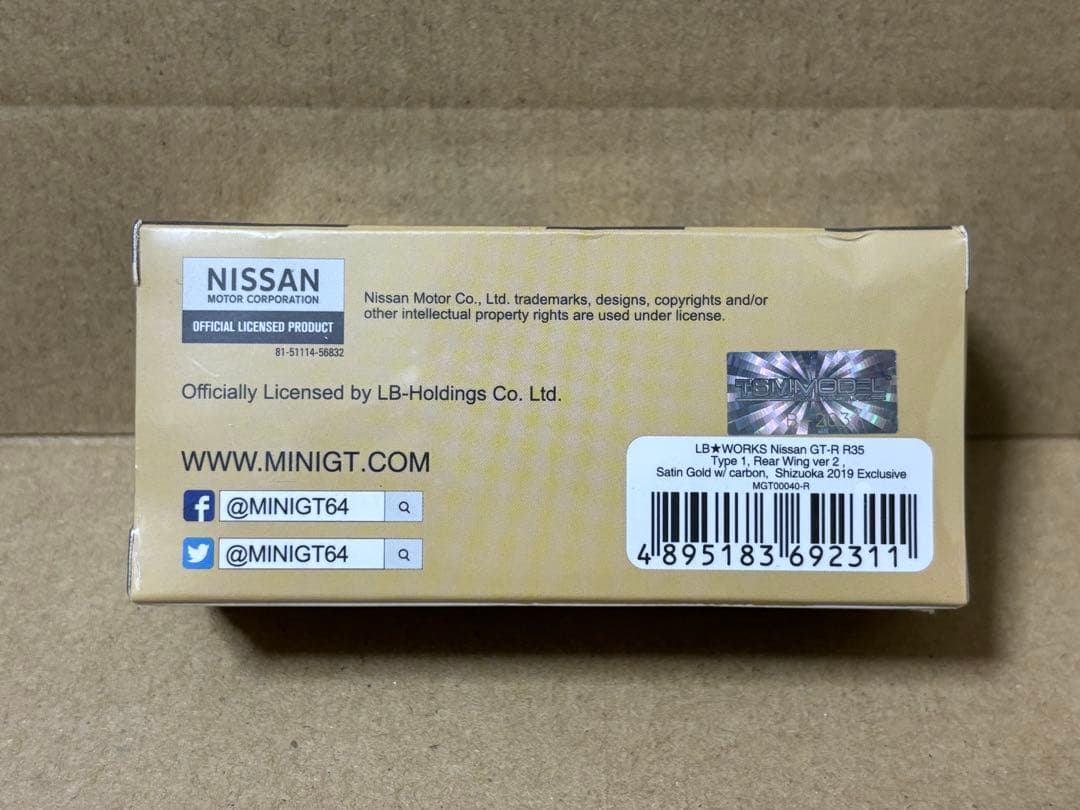 NISSAN
MOTOR CORPORATION
OFFICIAL LICENSED PRODUCT
81-51114-56832
Nissan Motor Co., Ltd. trademarks, designs, copyrights and/or
other intellectual property rights are used under license.
Officially Licensed by LB-Holdings Co. Ltd.
TSMMODEL
WWW.MINIGT.COM
@MINIGT64
@MINIGT64
LB★WORKS Nissan GT-R R35
Type 1, Rear Wing ver 2 ,
Satin Gold w/ carbon, Shizuoka 2019 Exclusive
MGT00040-R
4 895183 692311